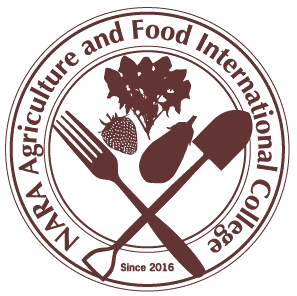 NARA Agriculture and Food International College
Since 2016